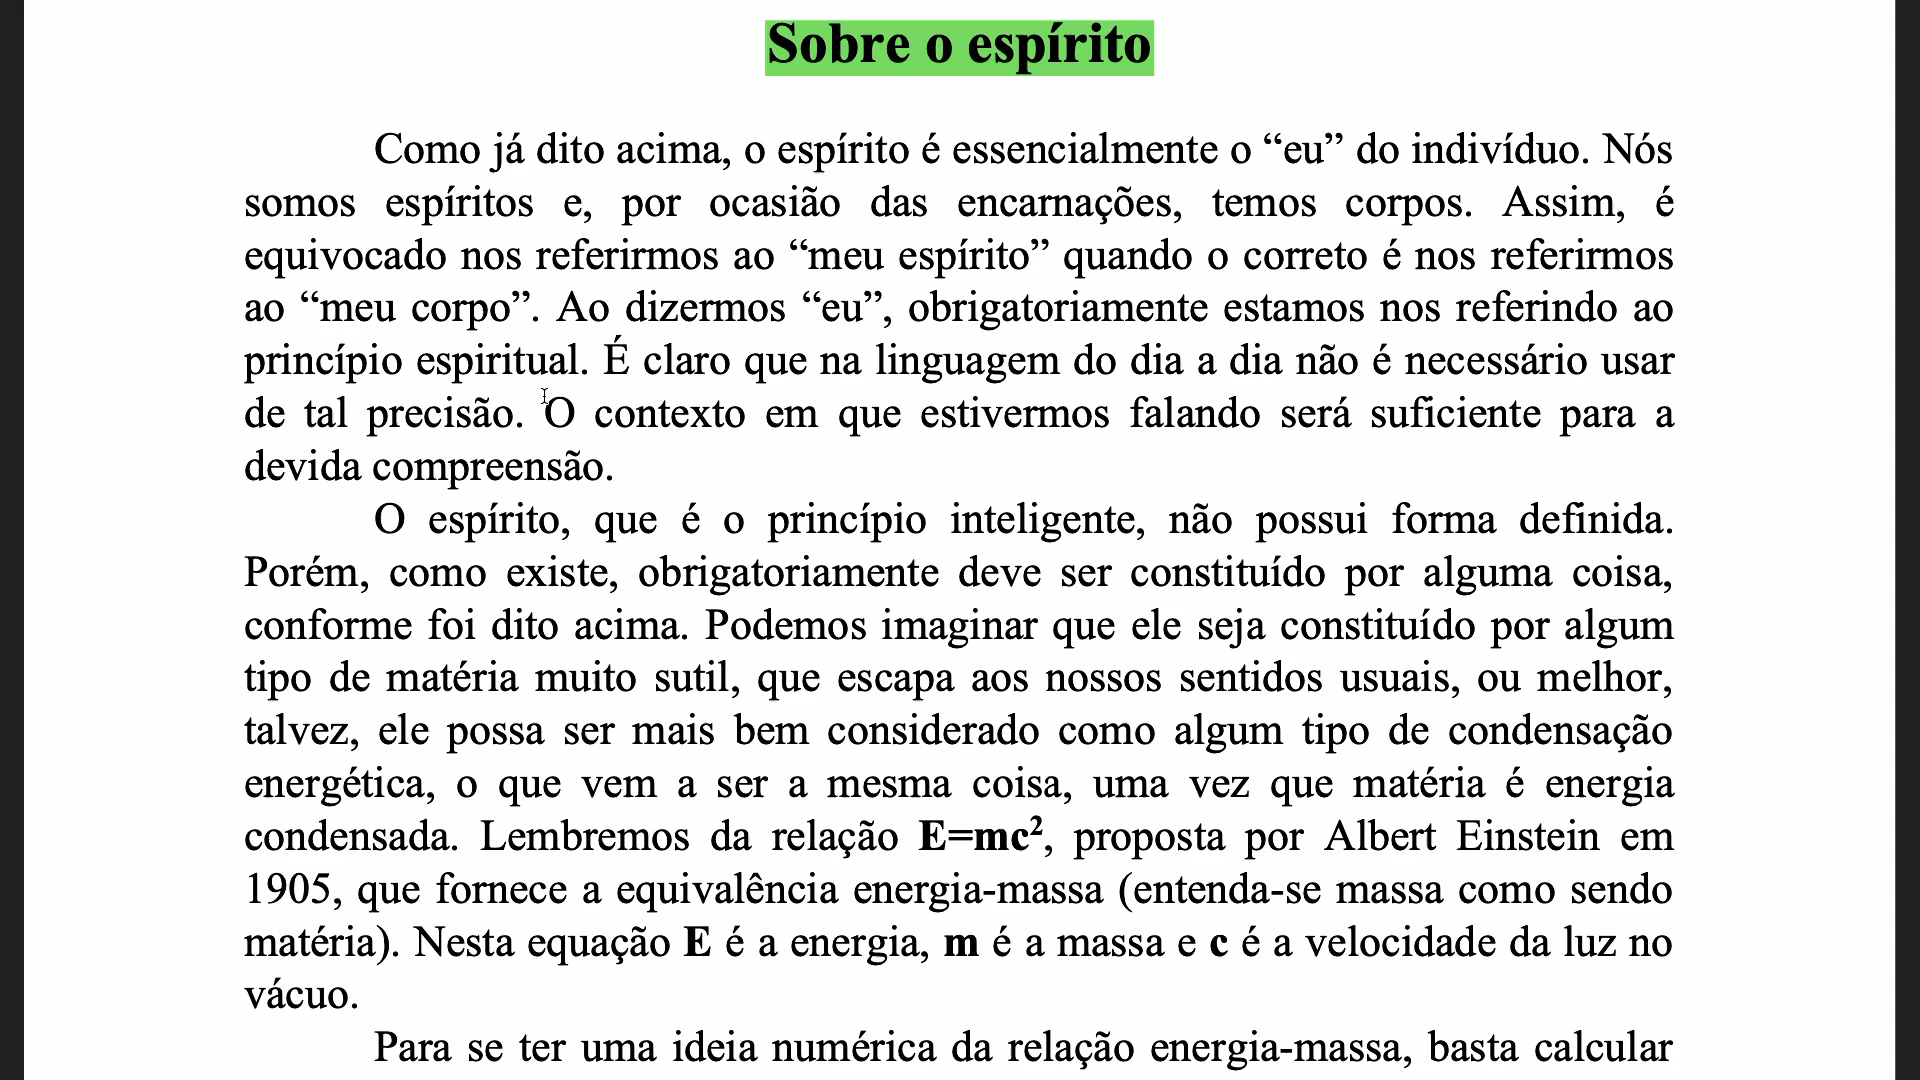 Sobre o espírito
Como já dito acima, o espírito é essencialmente o “eu” do indivíduo. Nós
somos espíritos e, por ocasião das encarnações, temos corpos. Assim, é
equivocado nos referirmos ao “meu espírito” quando o correto é nos referirmos
ao “meu corpo”. Ao dizermos “eu”, obrigatoriamente estamos nos referindo ao
princípio espiritual. É claro que na linguagem do dia a dia não é necessário usar
de tal precisão. O contexto em que estivermos falando será suficiente para a
devida compreensão.
O espírito, que é o princípio inteligente, não possui forma definida.
Porém, como existe, obrigatoriamente deve ser constituído por alguma coisa,
conforme foi dito acima. Podemos imaginar que ele seja constituído por algum
tipo de matéria muito sutil, que escapa aos nossos sentidos usuais, ou melhor,
talvez, ele possa ser mais bem considerado como algum tipo de condensação
energética, o que vem a ser a mesma coisa, uma vez que matéria é energia
condensada. Lembremos da relação E=mc², proposta por Albert Einstein em
1905, que fornece a equivalência energia-massa (entenda-se massa como sendo
matéria). Nesta equação E é a energia, m é a massa e c é a velocidade da luz no
vácuo.
Para se ter uma ideia numérica da relação energia-massa, basta calcular